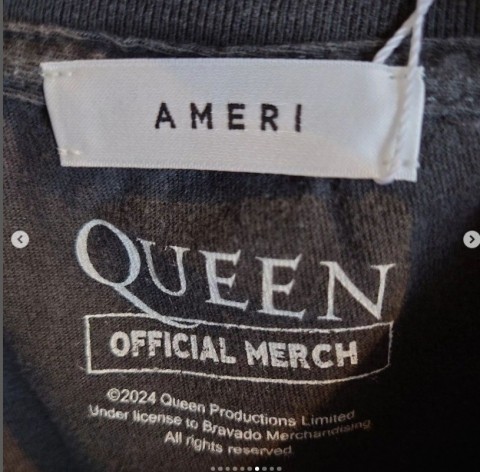 AMERI
QUEEN
OFFICIAL MERCH
©2024 Queen Productions Limited
Under license to Bravado Merchandising
All rights reserved